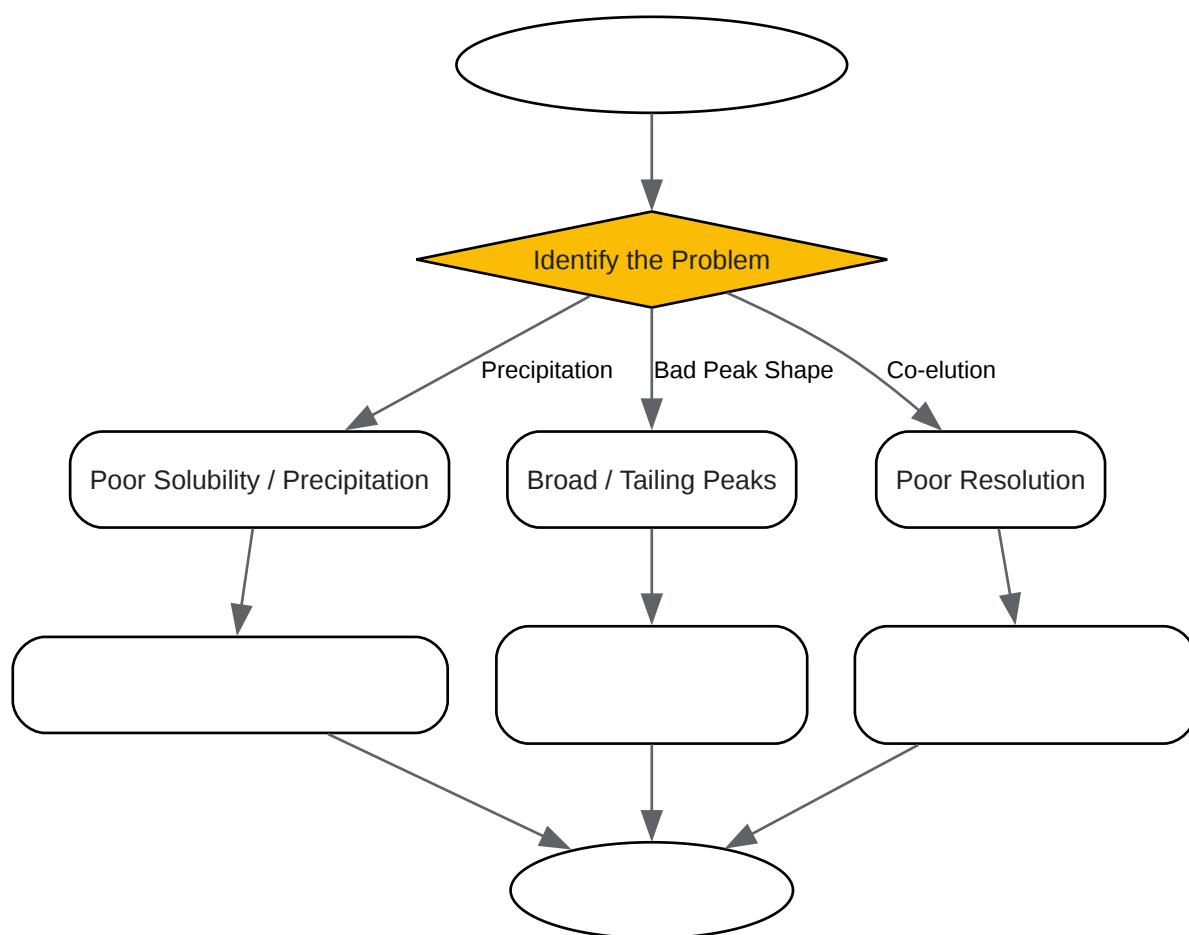 Identify the Problem
Precipitation
Bad Peak Shape
Co-elution
Poor Solubility / Precipitation
Broad / Tailing Peaks
Poor Resolution